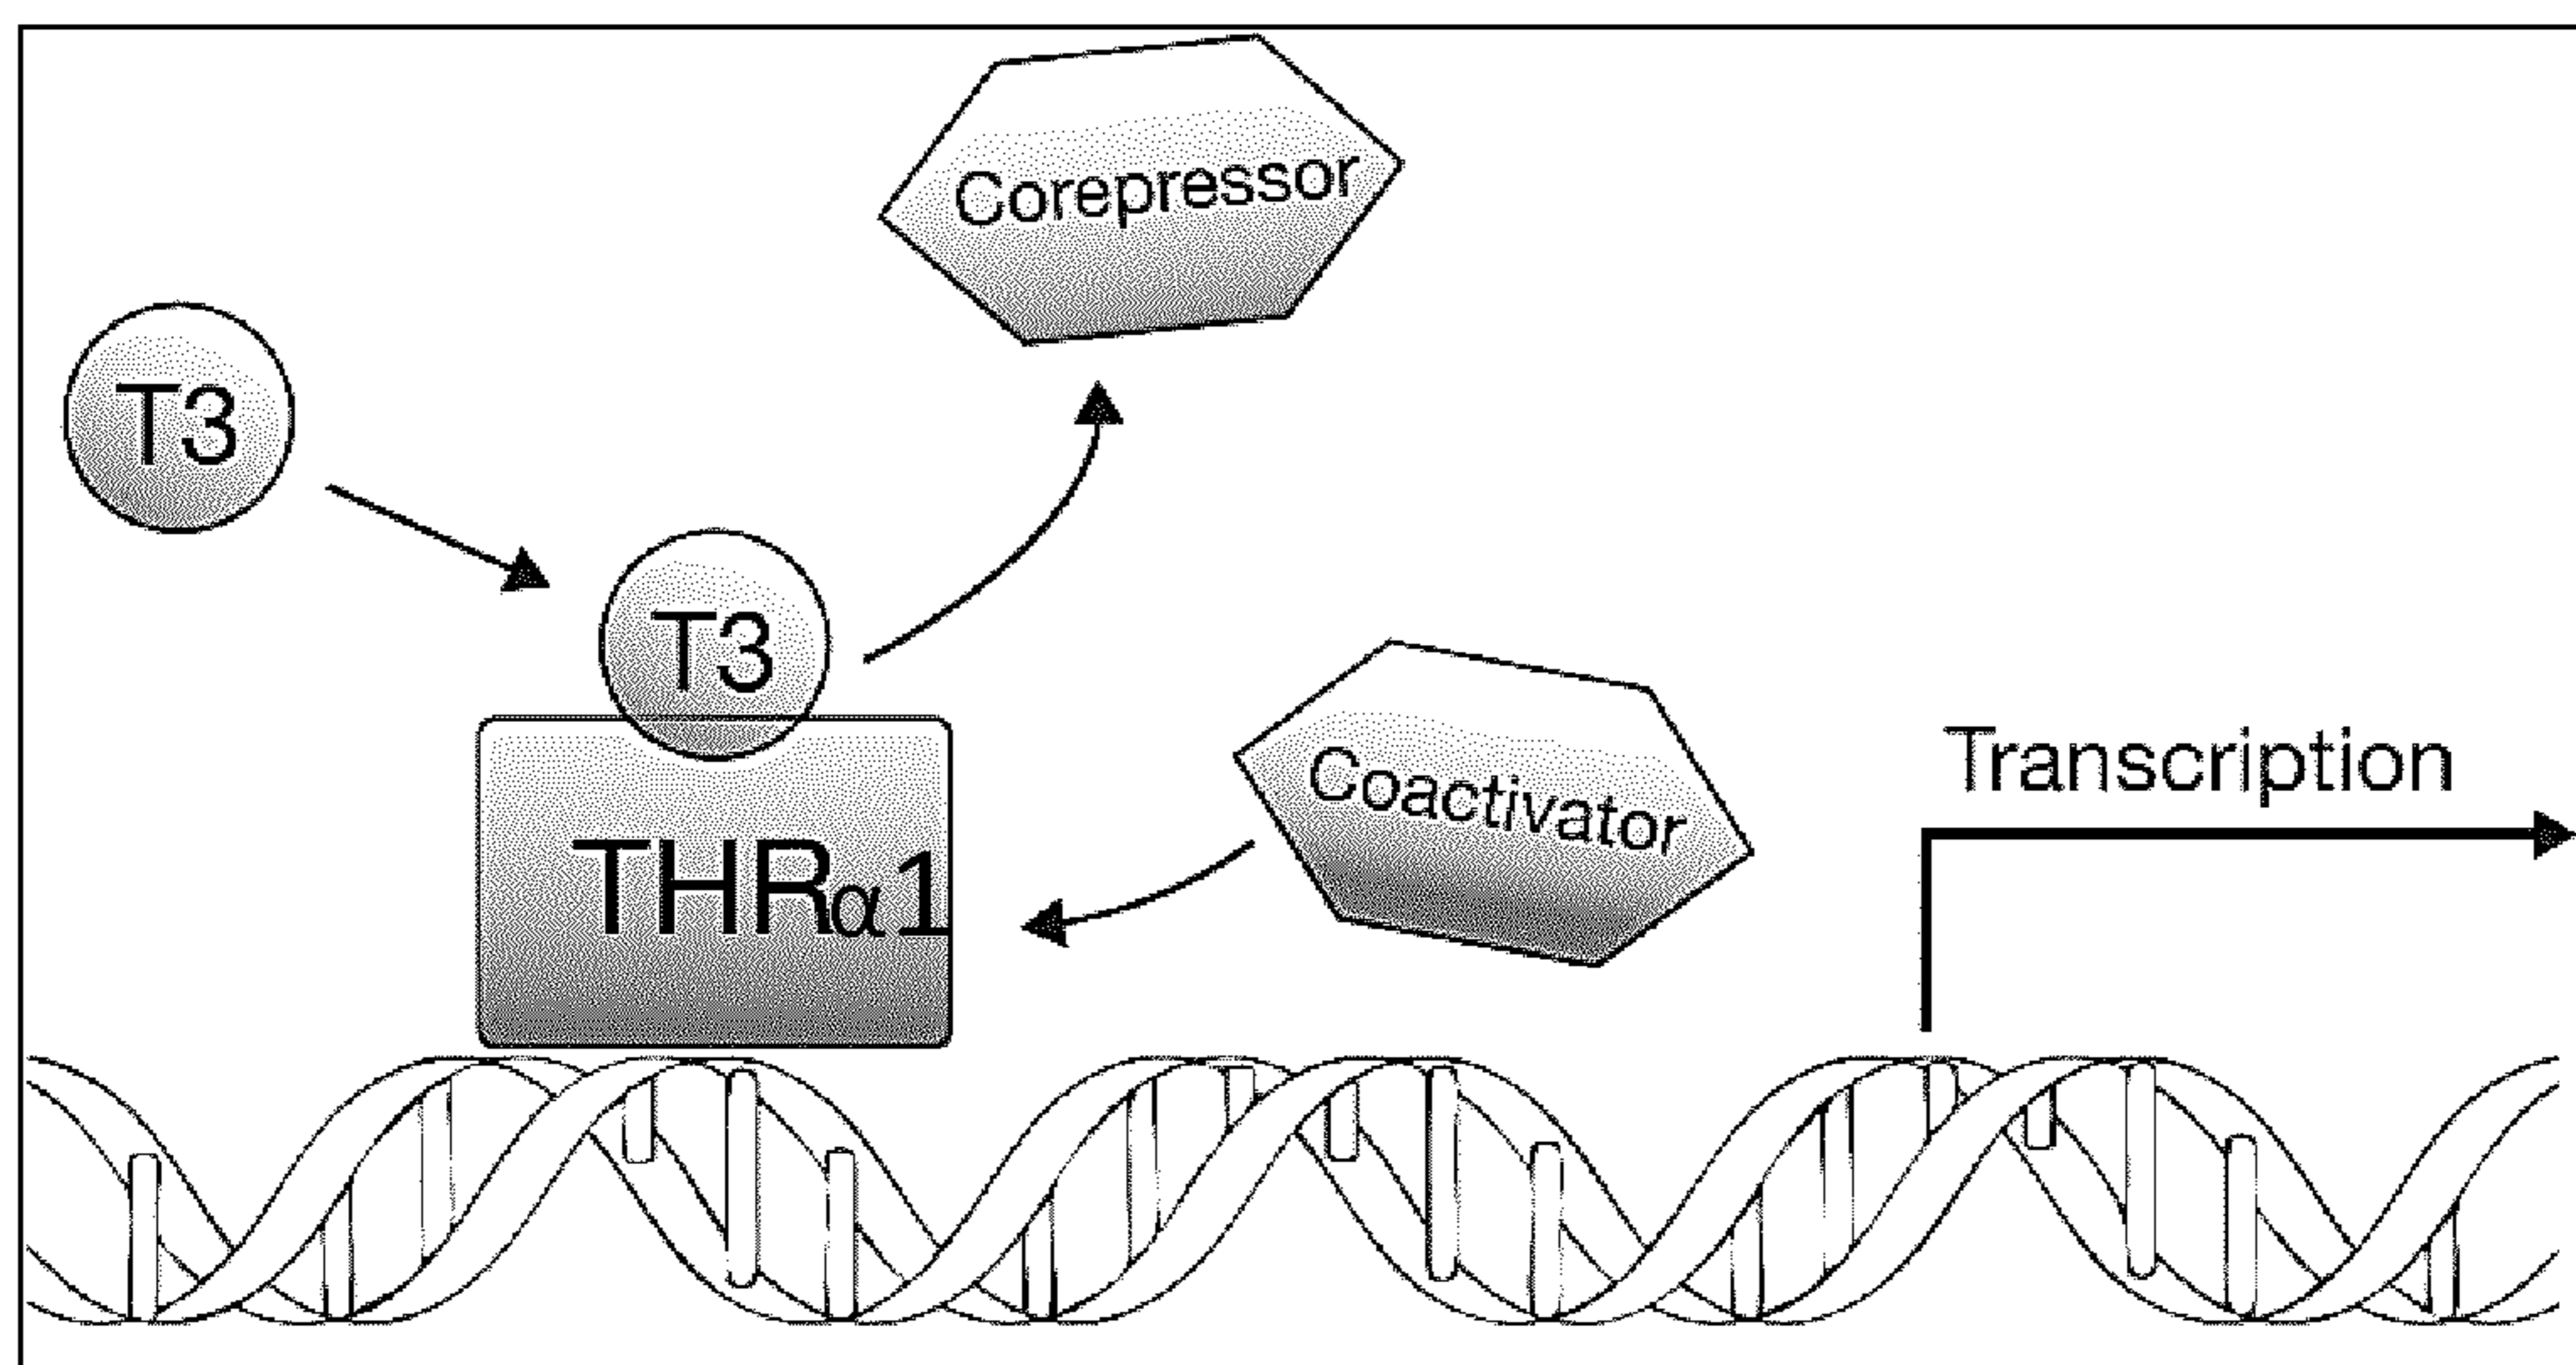 Corepressor
T3
T3
THRα1
Coactivator
Transcription